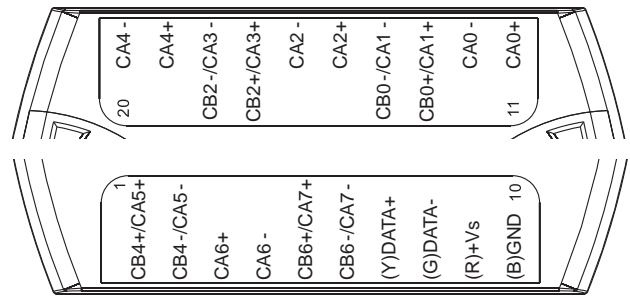 CA4 -
CA4+
CB2 -/CA3 -
CB2+/CA3+
CA2 -
CA2+
CB0 -/CA1 -
CB0+/CA1+
CA0 -
CA0+
20
11
1
10
CB4+/CA5+
CB4-/CA5-
CA6+
CA6 -
CB6+/CA7+
CB6-/CA7-
(Y)DATA+
(G)DATA-
(R)+Vs
(B)GND